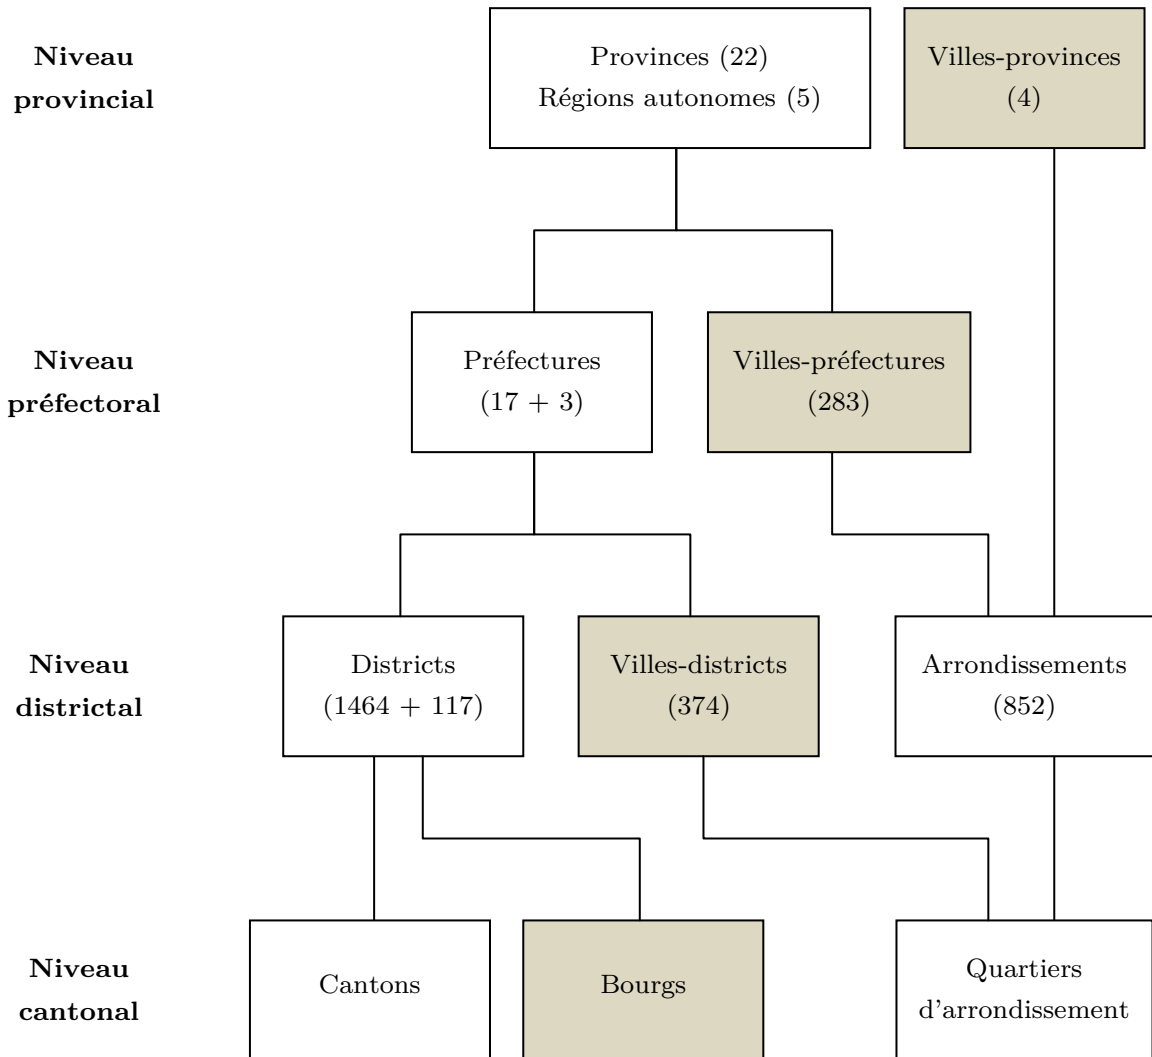 Niveau
provincial
Provinces (22)
Régions autonomes (5)
Villes-provinces
(4)
Niveau
préfectoral
Préfectures
(17 + 3)
Villes-préfectures
(283)
Niveau
districtal
Districts
(1464 + 117)
Villes-districts
(374)
Arrondissements
(852)
Niveau
cantonal
Cantons
Bourgs
Quartiers
d'arrondissement